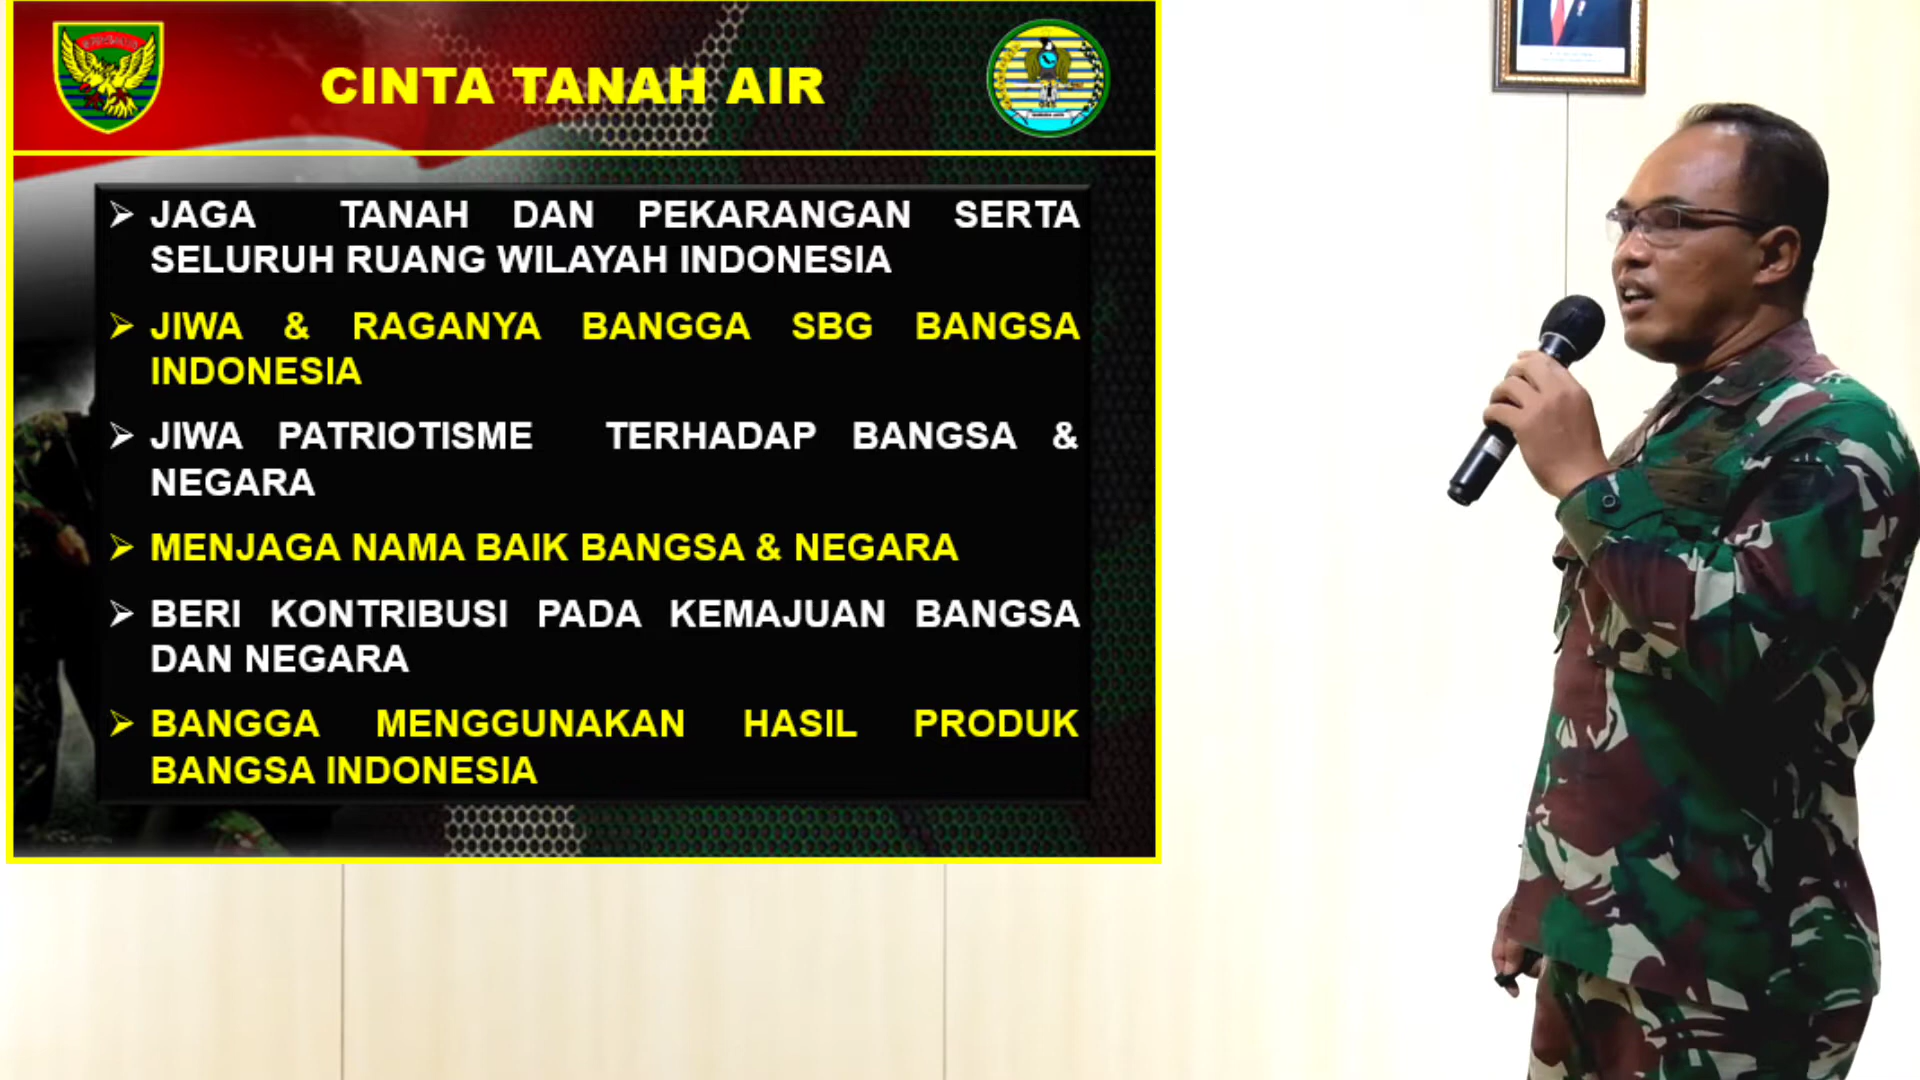 CINTA TANAH AIR
➢ JAGA TANAH DAN PEKARANGAN SERTA
SELURUH RUANG WILAYAH INDONESIA
➢ JIWA & RAGANYA BANGGA SBG BANGSA
INDONESIA
➢ JIWA PATRIOTISME TERHADAP BANGSA &
NEGARA
➢ MENJAGA NAMA BAIK BANGSA & NEGARA
➢ BERI KONTRIBUSI PADA KEMAJUAN BANGSA
DAN NEGARA
➢ BANGGA MENGGUNAKAN HASIL PRODUK
BANGSA INDONESIA